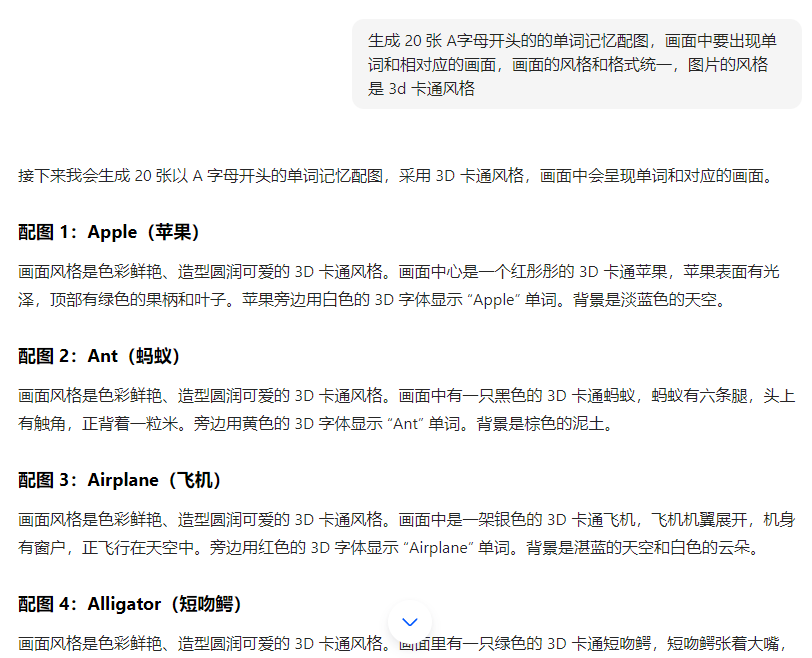 生成 20 张 A字母开头的的单词记忆配图，画面中要出现单
词和相对应的画面，画面的风格和格式统一，图片的风格
是 3d 卡通风格
接下来我会生成 20 张以 A 字母开头的单词记忆配图，采用 3D 卡通风格，画面中会呈现单词和对应的画面。
配图 1：Apple（苹果）
画面风格是色彩鲜艳、造型圆润可爱的 3D 卡通风格。画面中心是一个红彤彤的 3D 卡通苹果，苹果表面有光
泽，顶部有绿色的果柄和叶子。苹果旁边用白色的 3D 字体显示 “Apple” 单词。背景是淡蓝色的天空。
配图 2：Ant（蚂蚁）
画面风格是色彩鲜艳、造型圆润可爱的 3D 卡通风格。画面中有一只黑色的 3D 卡通蚂蚁，蚂蚁有六条腿，头上
有触角，正背着一粒米。旁边用黄色的 3D 字体显示 “Ant” 单词。背景是棕色的泥土。
配图 3：Airplane（飞机）
画面风格是色彩鲜艳、造型圆润可爱的 3D 卡通风格。画面中是一架银色的 3D 卡通飞机，飞机机翼展开，机身
有窗户，正飞行在天空中。旁边用红色的 3D 字体显示 “Airplane” 单词。背景是湛蓝的天空和白色的云朵。
配图 4：Alligator（短吻鳄）
画面风格是色彩鲜艳、造型圆润可爱的 3D 卡通风格。画面里有一只绿色的 3D 卡通短吻鳄，短吻鳄张着大嘴，